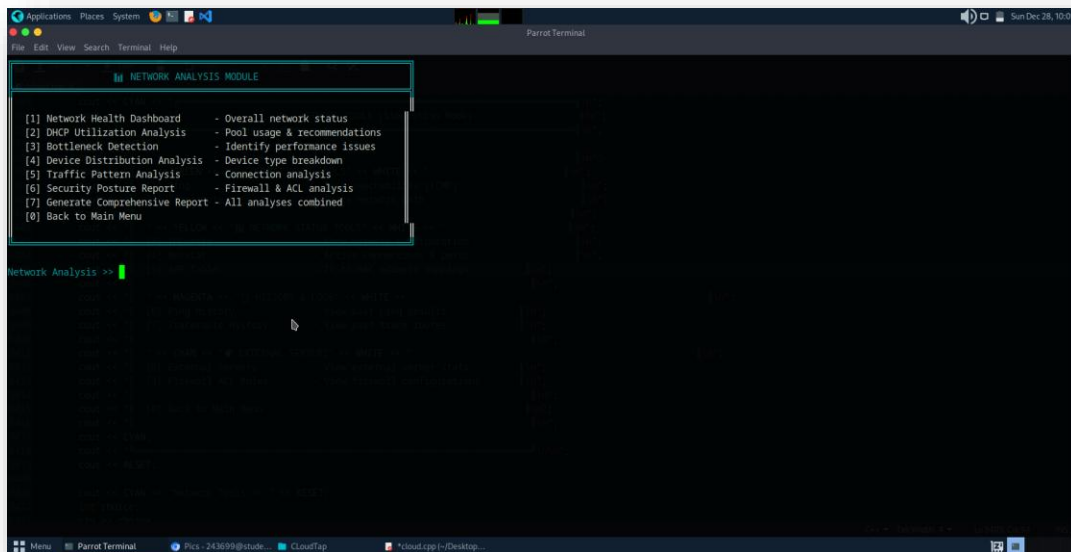 Applications Places System
Sun Dec 28, 10:0
Parrot Terminal
File Edit View Search Terminal Help
NETWORK ANALYSIS MODULE
[1] Network Health Dashboard - Overall network status
[2] DHCP Utilization Analysis - Pool usage & recommendations
[3] Bottleneck Detection - Identify performance issues
[4] Device Distribution Analysis - Device type breakdown
[5] Traffic Pattern Analysis - Connection analysis
[6] Security Posture Report - Firewall & ACL analysis
[7] Generate Comprehensive Report - All analyses combined
[0] Back to Main Menu
Network Analysis >>
Menu Parrot Terminal Pics - 243699@stude... CLoudTap *cloud.cpp (~/Desktop...